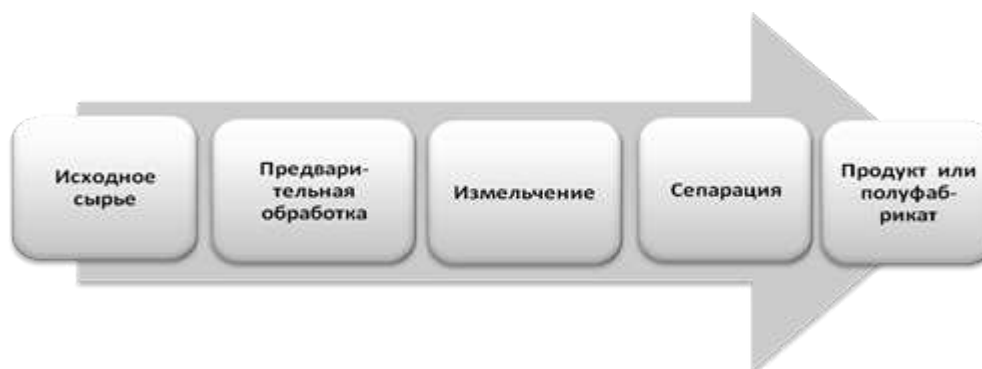 Исходное
сырье
Предвари-
тельная
обработка
Измельчение
Сепарация
Продукт или
полуфаб-
рикат